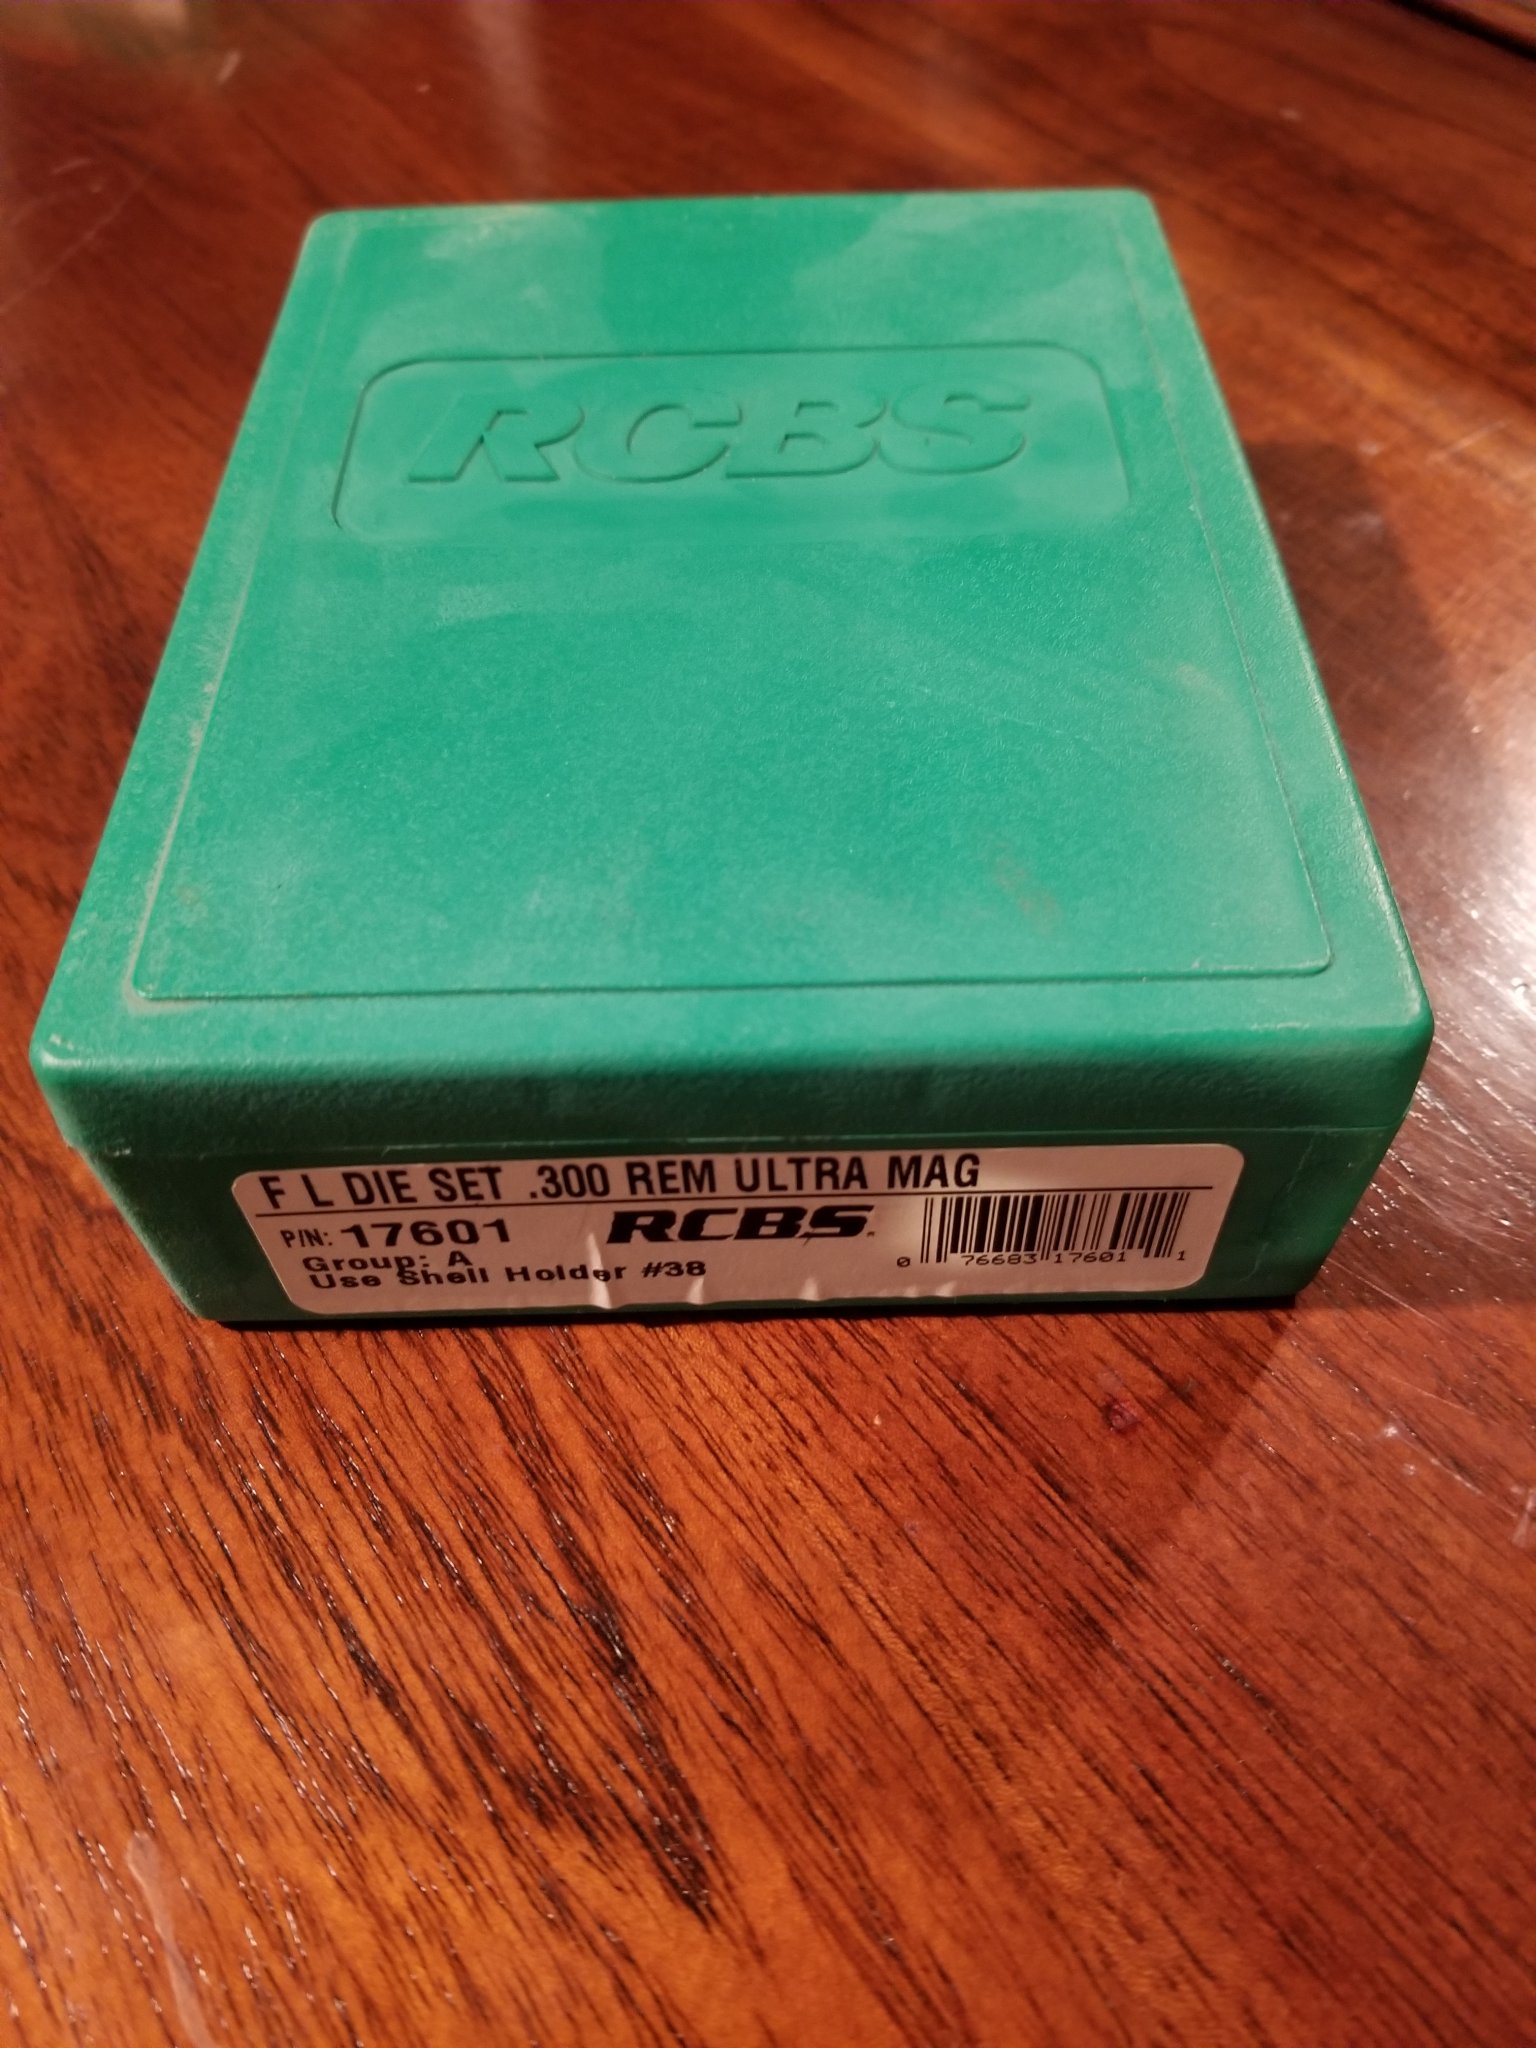 RCBS
F L DIE SET .300 REM ULTRA MAG
P/N: 17601
RCBS
Group: A
Use Shell Holder #38
0 76683 17601 1